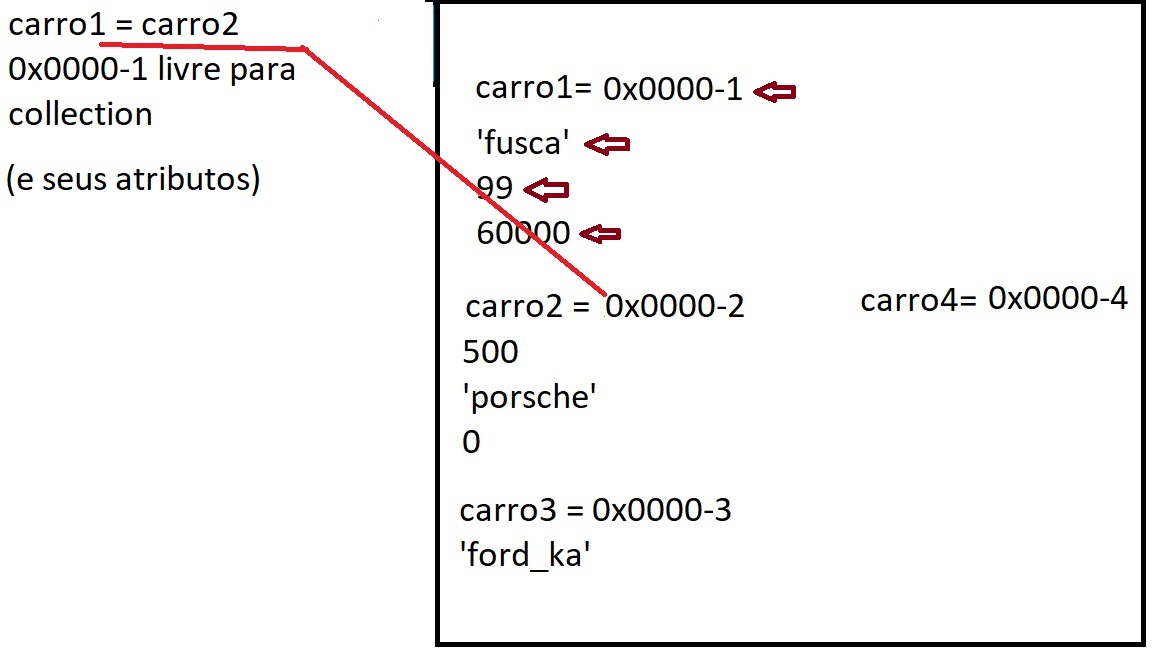 carro1 = carro2
0x0000-1 livre para
collection
(e seus atributos)
carro1= 0x0000-1
'fusca'
99
60000
carro2 = 0x0000-2
500
'porsche'
0
carro3 = 0x0000-3
'ford_ka'
carro4= 0x0000-4